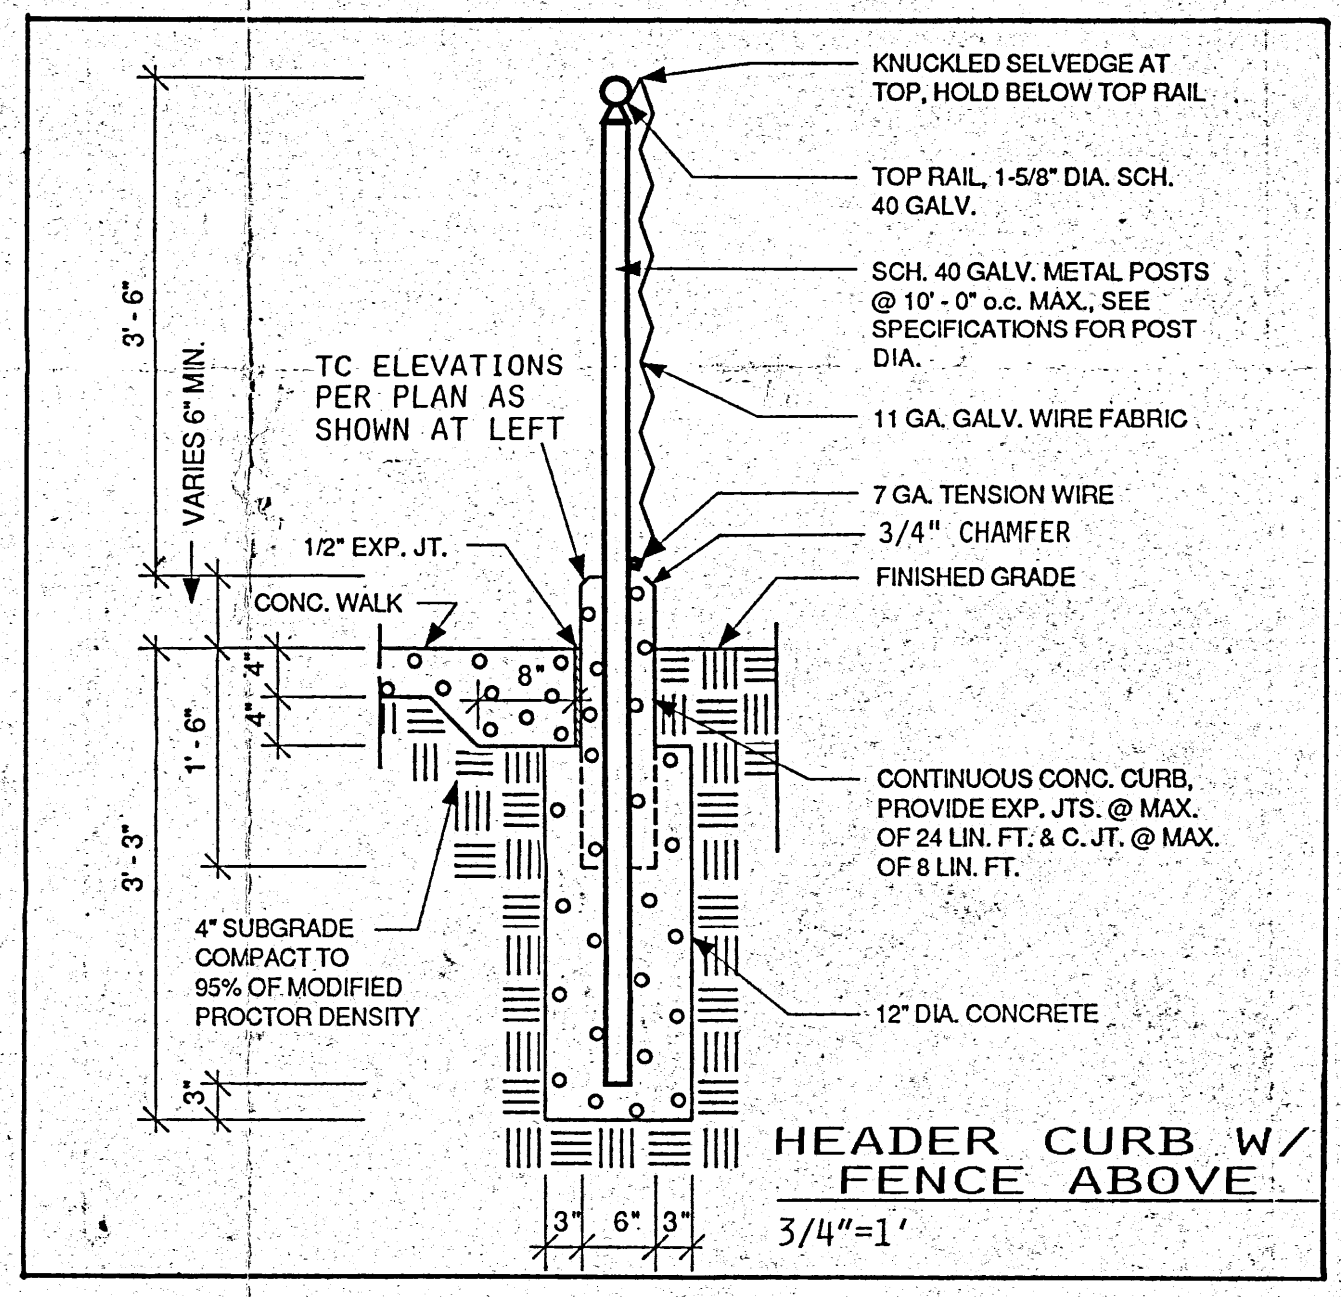 KNUCKLED SELVEDGE AT
TOP, HOLD BELOW TOP RAIL
TOP RAIL, 1-5/8" DIA. SCH.
40 GALV.
SCH. 40 GALV. METAL POSTS
@ 10' - 0" o.c. MAX., SEE
SPECIFICATIONS FOR POST
DIA.
11 GA. GALV. WIRE FABRIC
7 GA. TENSION WIRE
3/4" CHAMFER
FINISHED GRADE
CONTINUOUS CONC. CURB,
PROVIDE EXP. JTS. @ MAX.
OF 24 LIN. FT. & C. JT. @ MAX.
OF 8 LIN. FT.
12" DIA. CONCRETE
TC ELEVATIONS
PER PLAN AS
SHOWN AT LEFT
1/2" EXP. JT.
CONC. WALK
4" SUBGRADE
COMPACT TO
95% OF MODIFIED
PROCTOR DENSITY
3' - 6"
VARIES 6" MIN.
4"
4"
8"
1' - 6"
3' - 3"
3"
3"
6"
3"
HEADER CURB W/
FENCE ABOVE
3/4"=1'